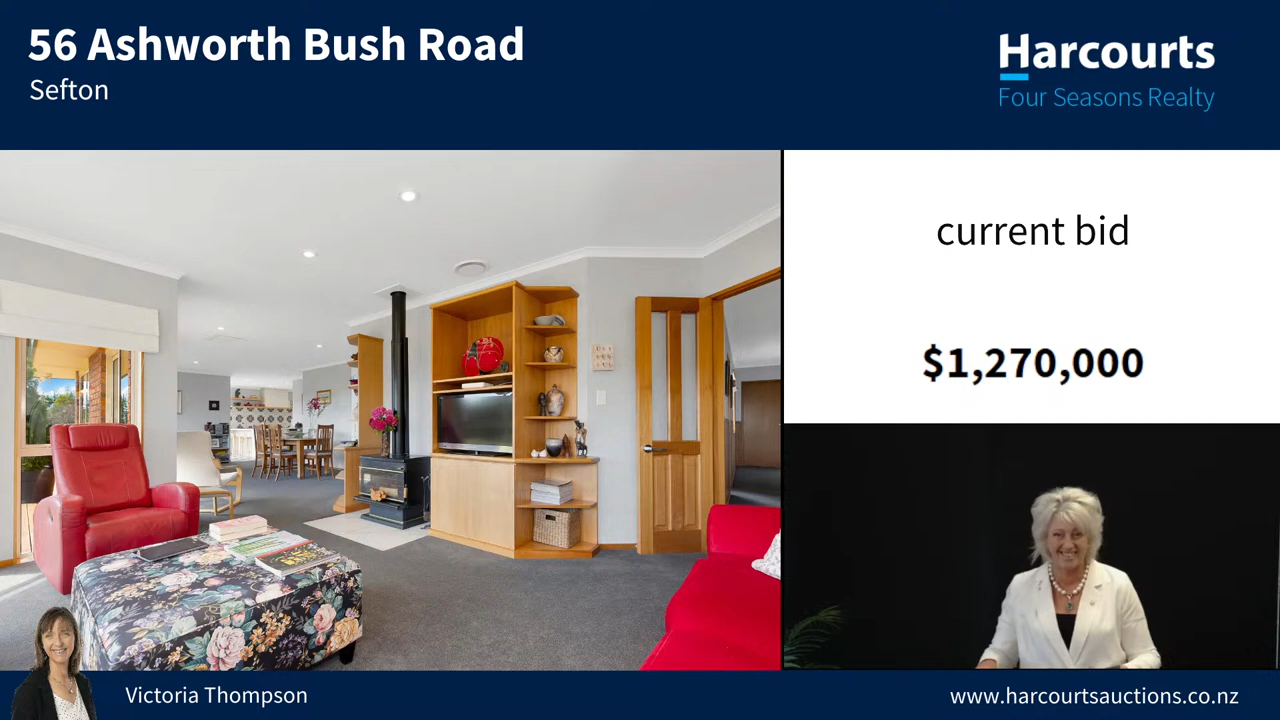 56 Ashworth Bush Road
Sefton
Harcourts
Four Seasons Realty
current bid
$1,270,000
Victoria Thompson
www.harcourtsauctions.co.nz